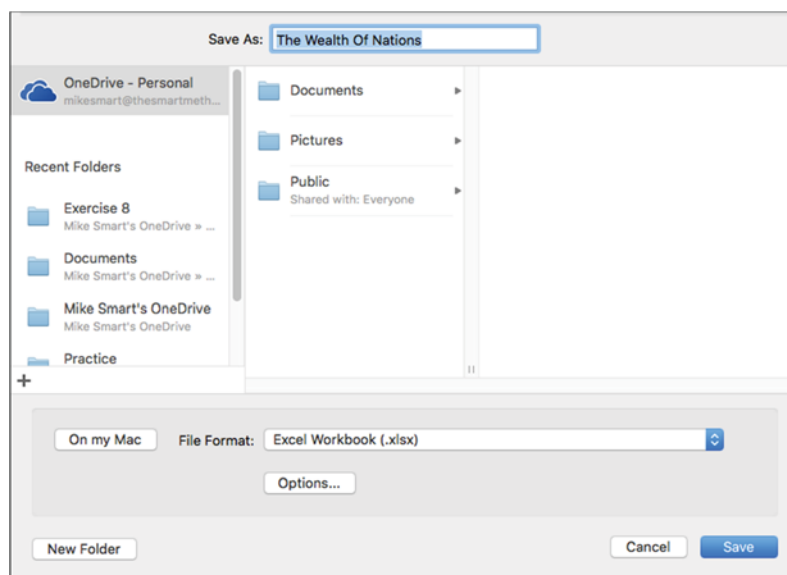 Save As: The Wealth Of Nations
OneDrive - Personal
mikesmart@thesmartmeth...
Recent Folders
Exercise 8
Mike Smart's OneDrive » ...
Documents
Mike Smart's OneDrive » ...
Mike Smart's OneDrive
Mike Smart's OneDrive
Practice
+
Documents
Pictures
Public
Shared with: Everyone
On my Mac
File Format: Excel Workbook (.xlsx)
Options...
New Folder
Cancel
Save